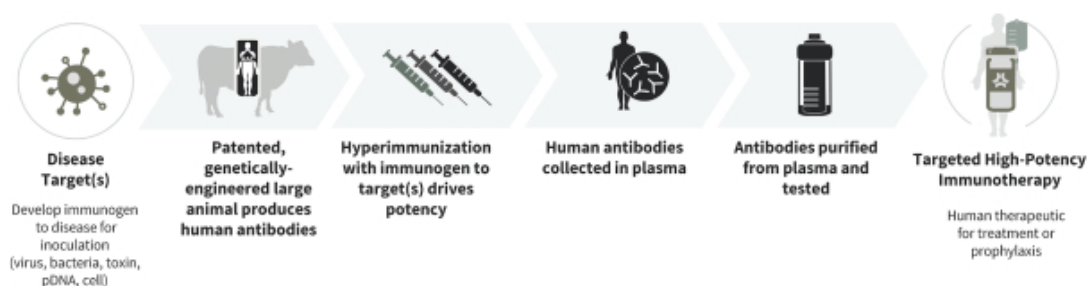 Disease
Target(s)
Develop immunogen
to disease for
inoculation
(virus, bacteria, toxin,
pDNA, cell)
Patented,
genetically-
engineered large
animal produces
human antibodies
Hyperimmunization
with immunogen to
target(s) drives
potency
Human antibodies
collected in plasma
Antibodies purified
from plasma and
tested
Targeted High-Potency
Immunotherapy
Human therapeutic
for treatment or
prophylaxis